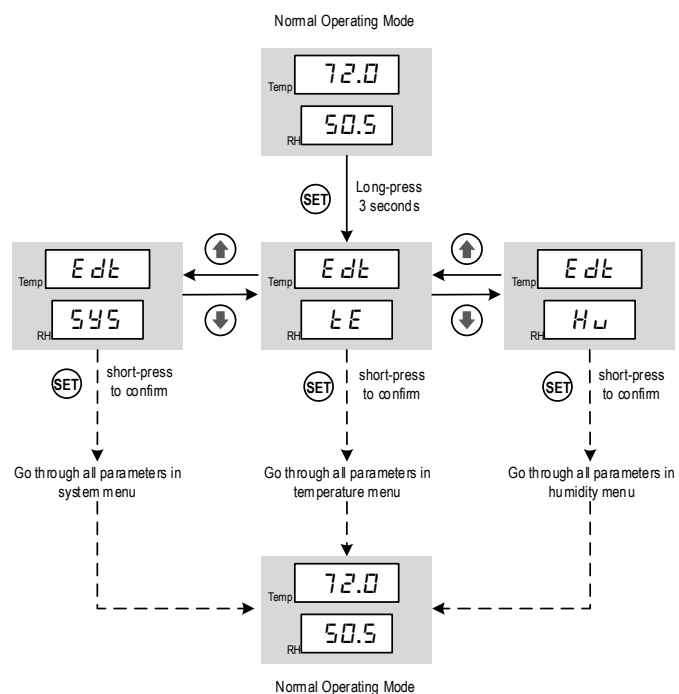 Normal Operating Mode
72.0
Temp
50.5
RH
SET
Long-press
3 seconds
Edt
Temp
SYS
RH
Edt
Temp
tE
RH
Edt
Temp
Hu
RH
SET
short-press
to confirm
SET
short-press
to confirm
SET
short-press
to confirm
Go through all parameters in
system menu
Go through all parameters in
temperature menu
Go through all parameters in
humidity menu
72.0
Temp
50.5
RH
Normal Operating Mode